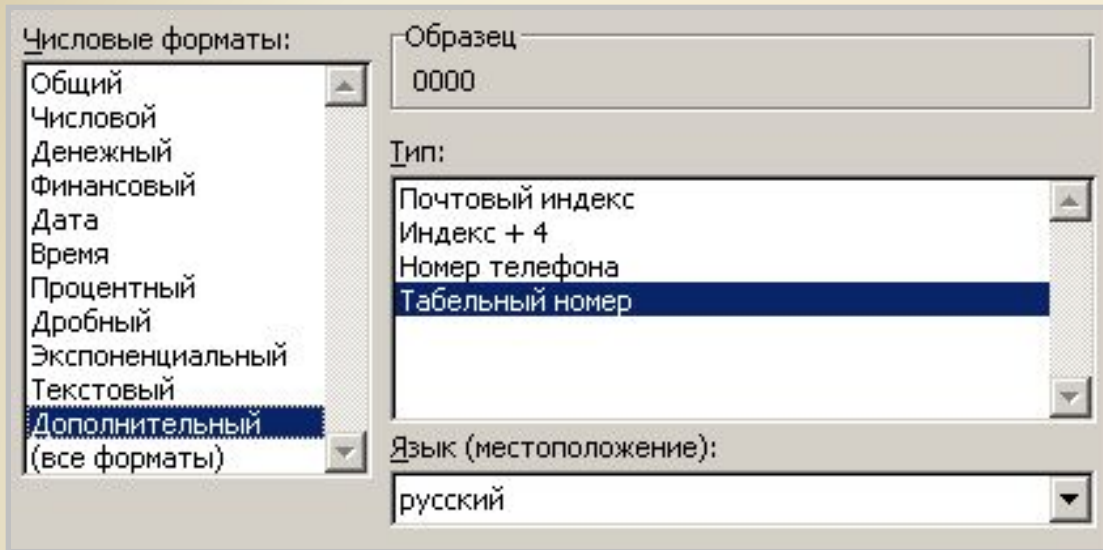 Числовые форматы:
Общий
Числовой
Денежный
Финансовый
Дата
Время
Процентный
Дробный
Экспоненциальный
Текстовый
Дополнительный
(все форматы)
Образец
0000
Тип:
Почтовый индекс
Индекс + 4
Номер телефона
Табельный номер
Язык (местоположение):
русский